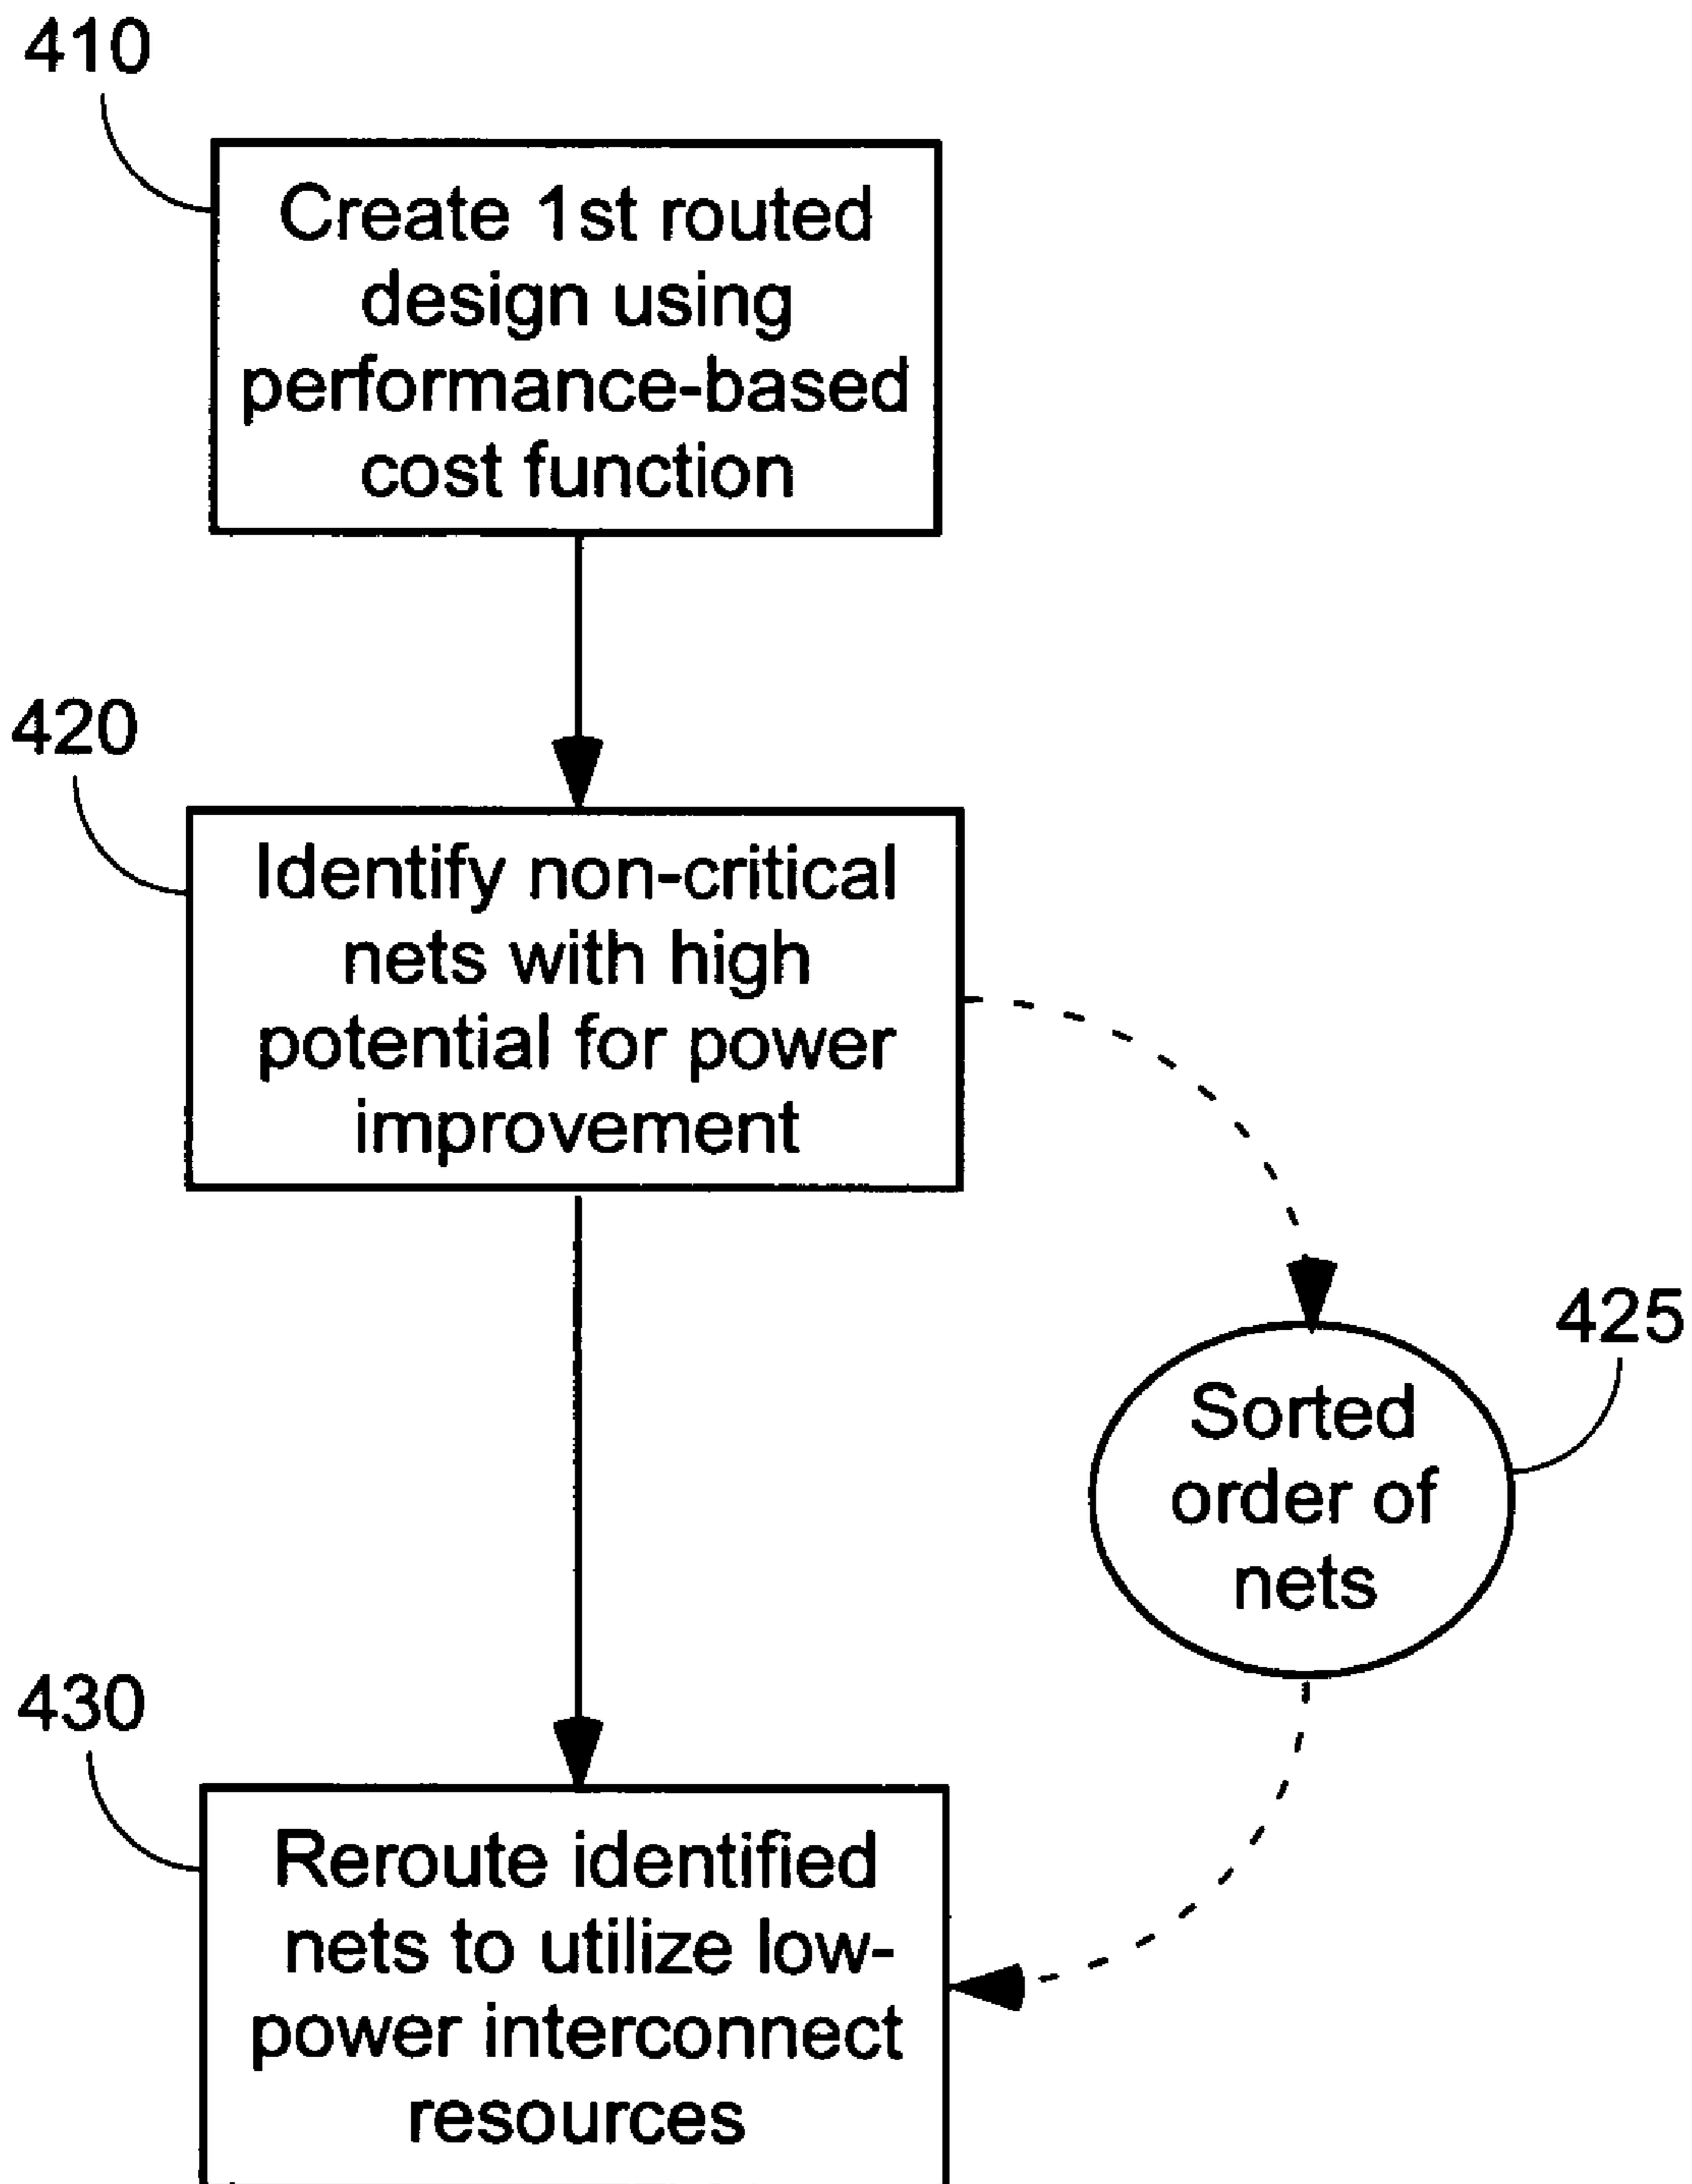 410
Create 1st routed
design using
performance-based
cost function
420
Identify non-critical
nets with high
potential for power
improvement
425
Sorted
order of
nets
430
Reroute identified
nets to utilize low-
power interconnect
resources